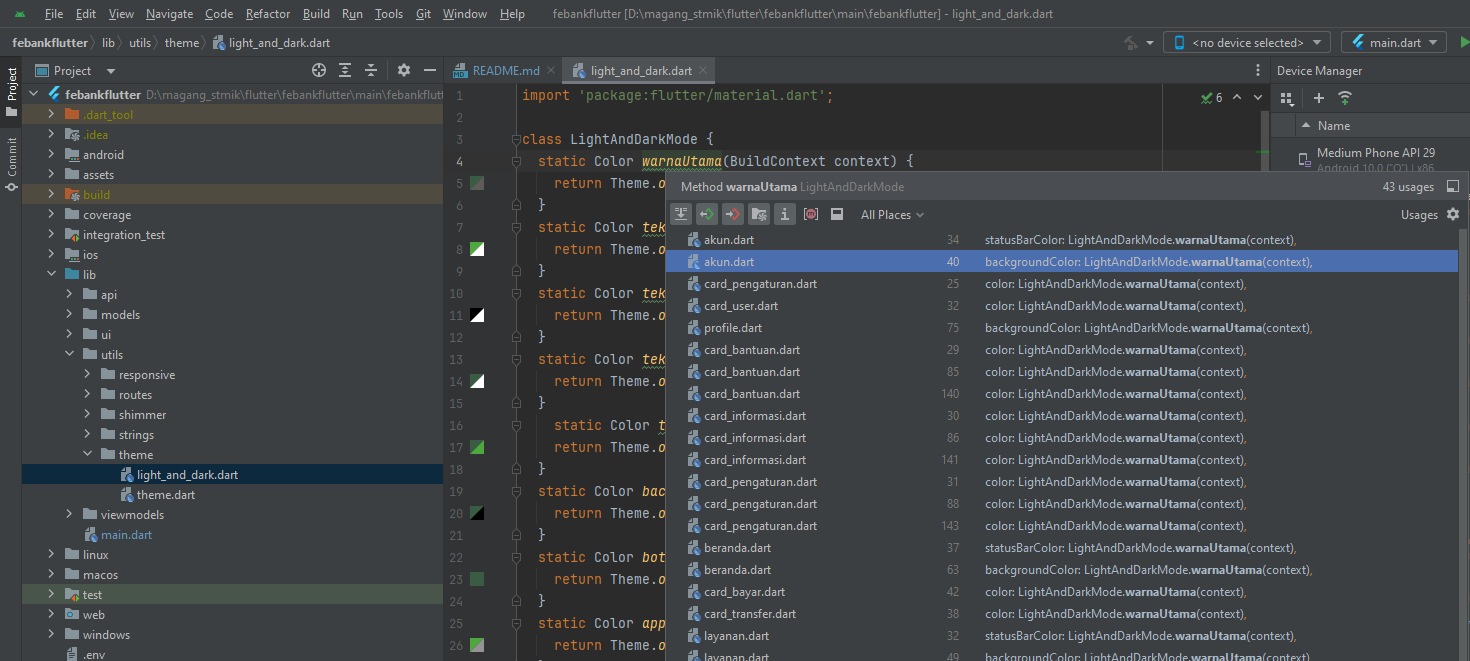 File Edit View Navigate Code Refactor Build Run Tools Git Window Help febankflutter [D:\magang_stmik\flutter\febankflutter\main\febankflutter] - light_and_dark.dart
febankflutter lib utils theme light_and_dark.dart <no device selected> main.dart
Project
Commit
Project
febankflutter D:\magang_stmik\flutter\febankflutter\main\febankflutt
.dart_tool
.idea
android
assets
build
coverage
integration_test
ios
lib
api
models
ui
utils
responsive
routes
shimmer
strings
theme
light_and_dark.dart
theme.dart
viewmodels
main.dart
linux
macos
test
web
windows
.env
README.md light_and_dark.dart
6
1 import 'package:flutter/material.dart';
2
3 class LightAndDarkMode {
4 static Color warnaUtama(BuildContext context) {
5 return Theme.o
6 }
7 static Color tek
8 return Theme.o
9 }
10 static Color tek
11 return Theme.o
12 }
13 static Color tek
14 return Theme.o
15 }
16 static Color t
17 return Theme.o
18 }
19 static Color bac
20 return Theme.o
21 }
22 static Color bot
23 return Theme.o
24 }
25 static Color app
26 return Theme.o
Device Manager
Name
Medium Phone API 29
Android 10.0 ("Q") | x86
Method warnaUtama LightAndDarkMode 43 usages
All Places Usages
akun.dart 34 statusBarColor: LightAndDarkMode.warnaUtama(context),
akun.dart 40 backgroundColor: LightAndDarkMode.warnaUtama(context),
card_pengaturan.dart 25 color: LightAndDarkMode.warnaUtama(context),
card_user.dart 32 color: LightAndDarkMode.warnaUtama(context),
profile.dart 75 backgroundColor: LightAndDarkMode.warnaUtama(context),
card_bantuan.dart 29 color: LightAndDarkMode.warnaUtama(context),
card_bantuan.dart 85 color: LightAndDarkMode.warnaUtama(context),
card_bantuan.dart 140 color: LightAndDarkMode.warnaUtama(context),
card_informasi.dart 30 color: LightAndDarkMode.warnaUtama(context),
card_informasi.dart 86 color: LightAndDarkMode.warnaUtama(context),
card_informasi.dart 141 color: LightAndDarkMode.warnaUtama(context),
card_pengaturan.dart 31 color: LightAndDarkMode.warnaUtama(context),
card_pengaturan.dart 88 color: LightAndDarkMode.warnaUtama(context),
card_pengaturan.dart 143 color: LightAndDarkMode.warnaUtama(context),
beranda.dart 37 statusBarColor: LightAndDarkMode.warnaUtama(context),
beranda.dart 63 backgroundColor: LightAndDarkMode.warnaUtama(context),
card_bayar.dart 42 color: LightAndDarkMode.warnaUtama(context),
card_transfer.dart 38 color: LightAndDarkMode.warnaUtama(context),
layanan.dart 32 statusBarColor: LightAndDarkMode.warnaUtama(context),
layanan.dart 49 backgroundColor: LightAndDarkMode.warnaUtama(context),